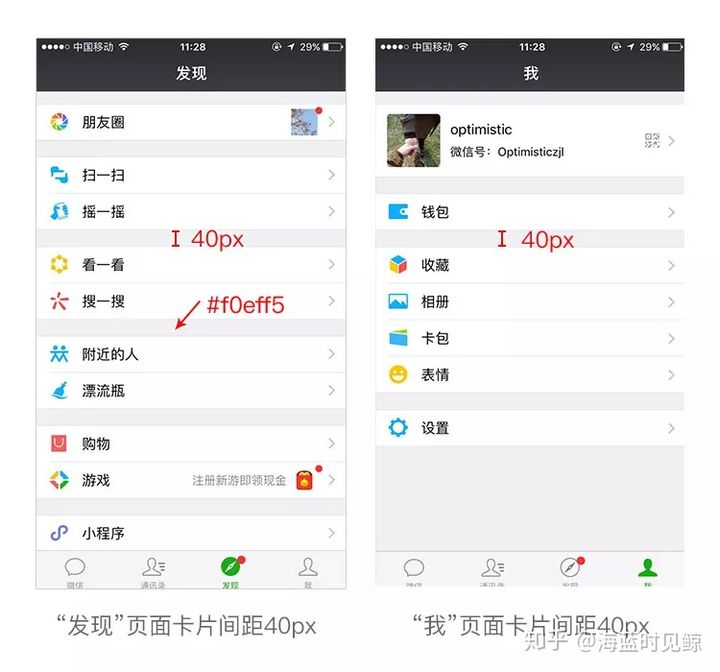 中国移动 11:28 29%
发现
朋友圈
扫一扫
摇一摇
40px
看一看
搜一搜
#f0eff5
附近的人
漂流瓶
购物
游戏 注册新游即领现金
小程序
微信 通讯录 发现 我
“发现”页面卡片间距40px
中国移动 11:28 29%
我
optimistic
微信号：Optimisticzjl
钱包
40px
收藏
相册
卡包
表情
设置
微信 通讯录 发现 我
“我”页面卡片间距40px
知乎 @海蓝时见鲸